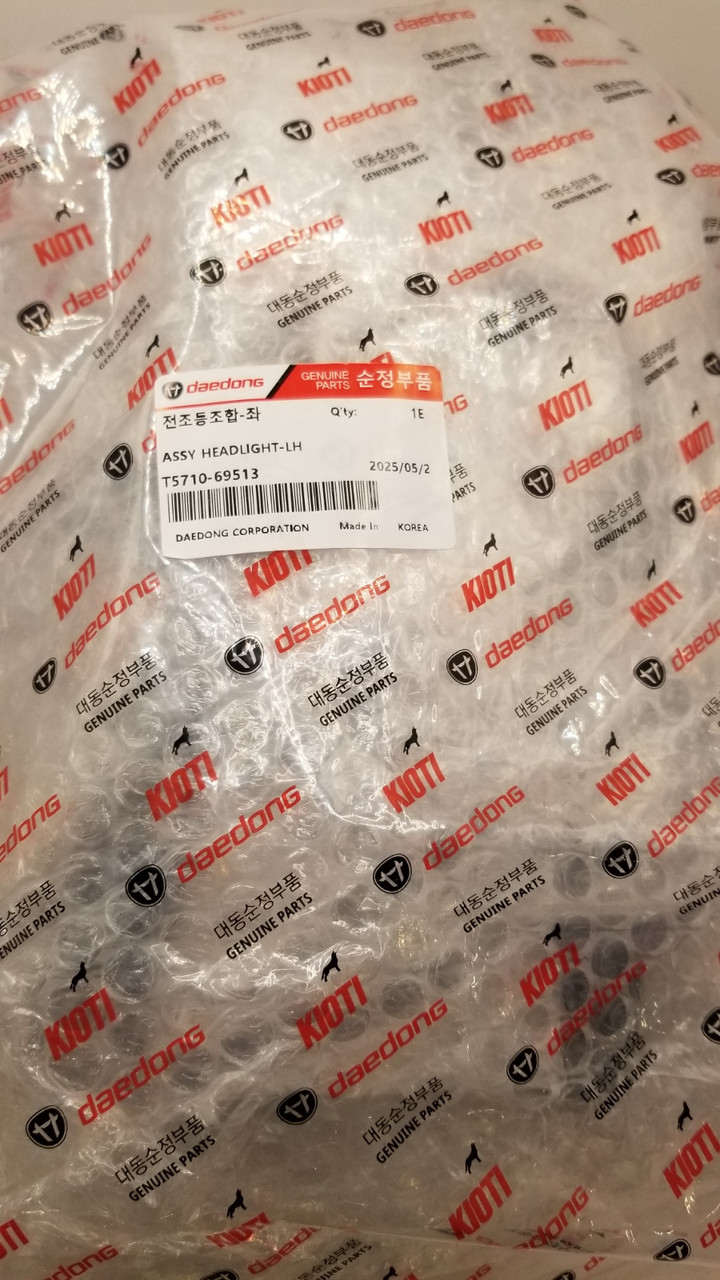 daedong GENUINE PARTS 순정부품
전조등조합-좌 Q'ty: 1E
ASSY HEADLIGHT-LH
T5710-69513 2025/05/2
DAEDONG CORPORATION Made In KOREA
KIOTI
daedong
대동순정부품
GENUINE PARTS